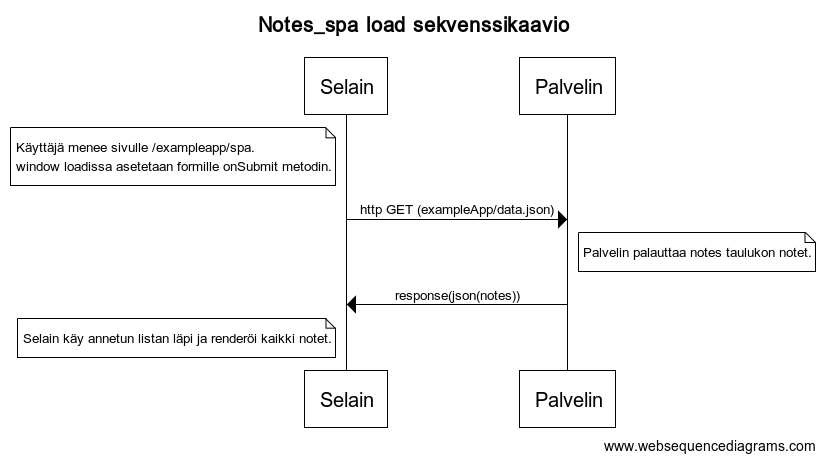 Notes_spa load sekvenssikaavio
Selain
Palvelin
Käyttäjä menee sivulle /exampleapp/spa.
window loadissa asetetaan formille onSubmit metodin.
http GET (exampleApp/data.json)
Palvelin palauttaa notes taulukon notet.
response(json(notes))
Selain käy annetun listan läpi ja renderöi kaikki notet.
Selain
Palvelin
www.websequencediagrams.com